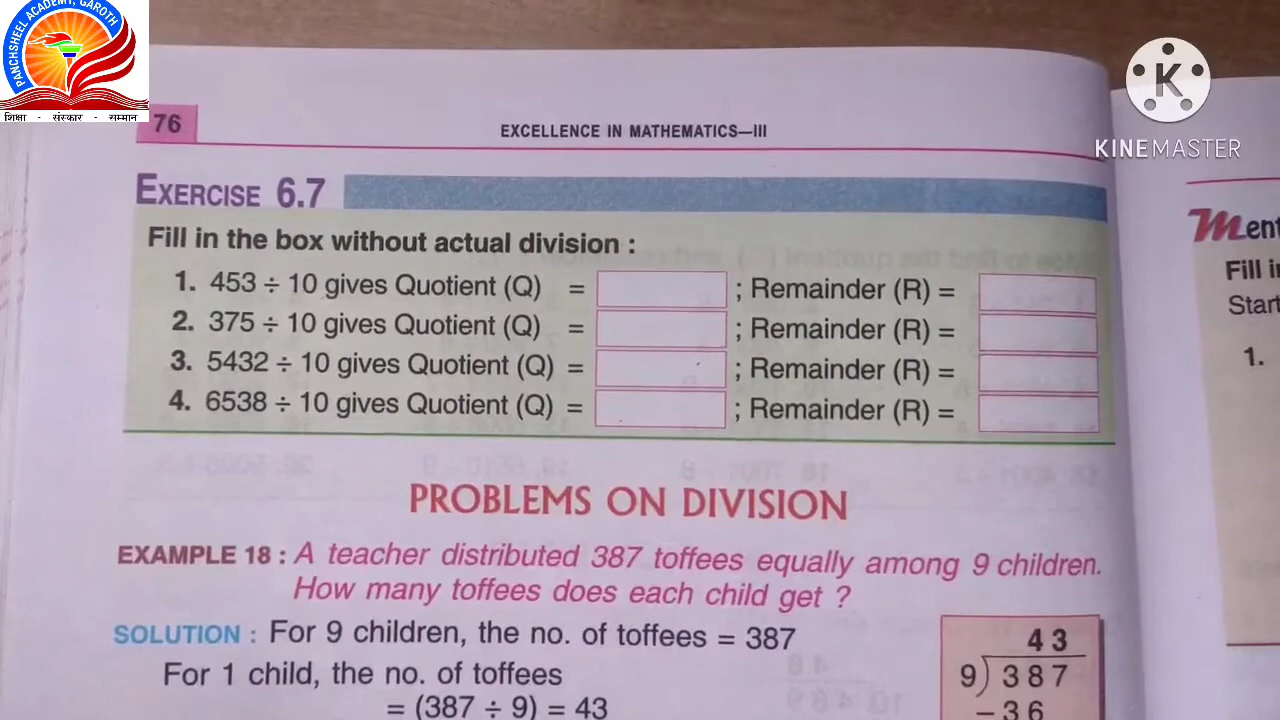 PANCHSHEEL ACADEMY, GAROTH
शिक्षा - संस्कार - सम्मान
K
KINEMASTER
76
EXCELLENCE IN MATHEMATICS—III
EXERCISE 6.7
Fill in the box without actual division :
1. 453 ÷ 10 gives Quotient (Q) = ; Remainder (R) =
2. 375 ÷ 10 gives Quotient (Q) = ; Remainder (R) =
3. 5432 ÷ 10 gives Quotient (Q) = ; Remainder (R) =
4. 6538 ÷ 10 gives Quotient (Q) = ; Remainder (R) =
PROBLEMS ON DIVISION
EXAMPLE 18 : A teacher distributed 387 toffees equally among 9 children.
How many toffees does each child get ?
SOLUTION : For 9 children, the no. of toffees = 387
For 1 child, the no. of toffees
= (387 ÷ 9) = 43
43
9) 387
-36
Fill
1.